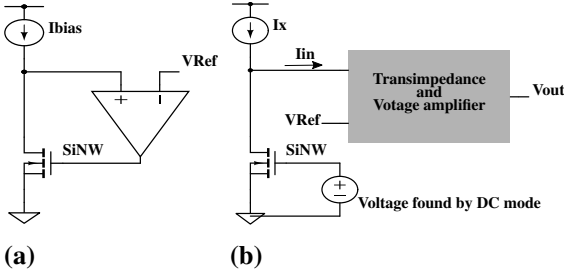 Ibias
VRef
+
SiNW
(a)
Ix
Iin
Transimpedance
and
Votage amplifier
Vout
VRef
SiNW
+
Voltage found by DC mode
(b)